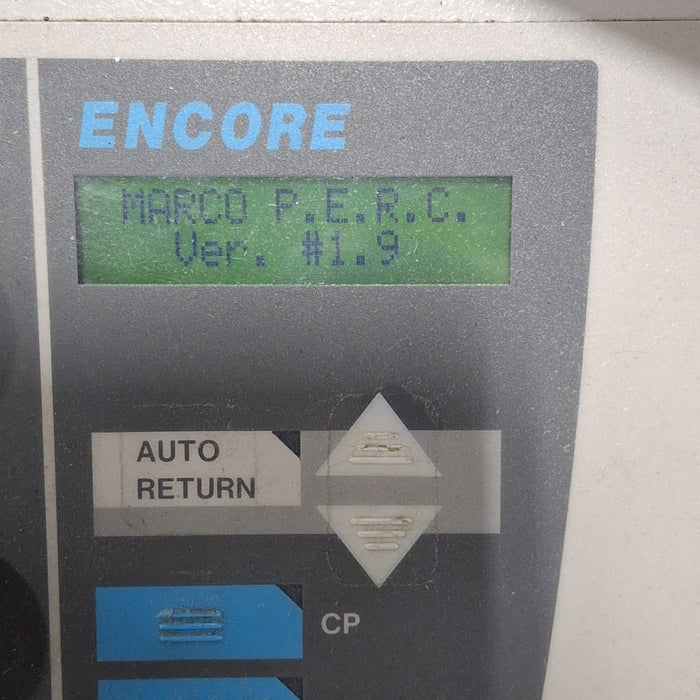 ENCORE
MARCO P.E.R.C.
Ver. #1.9
AUTO
RETURN
CP